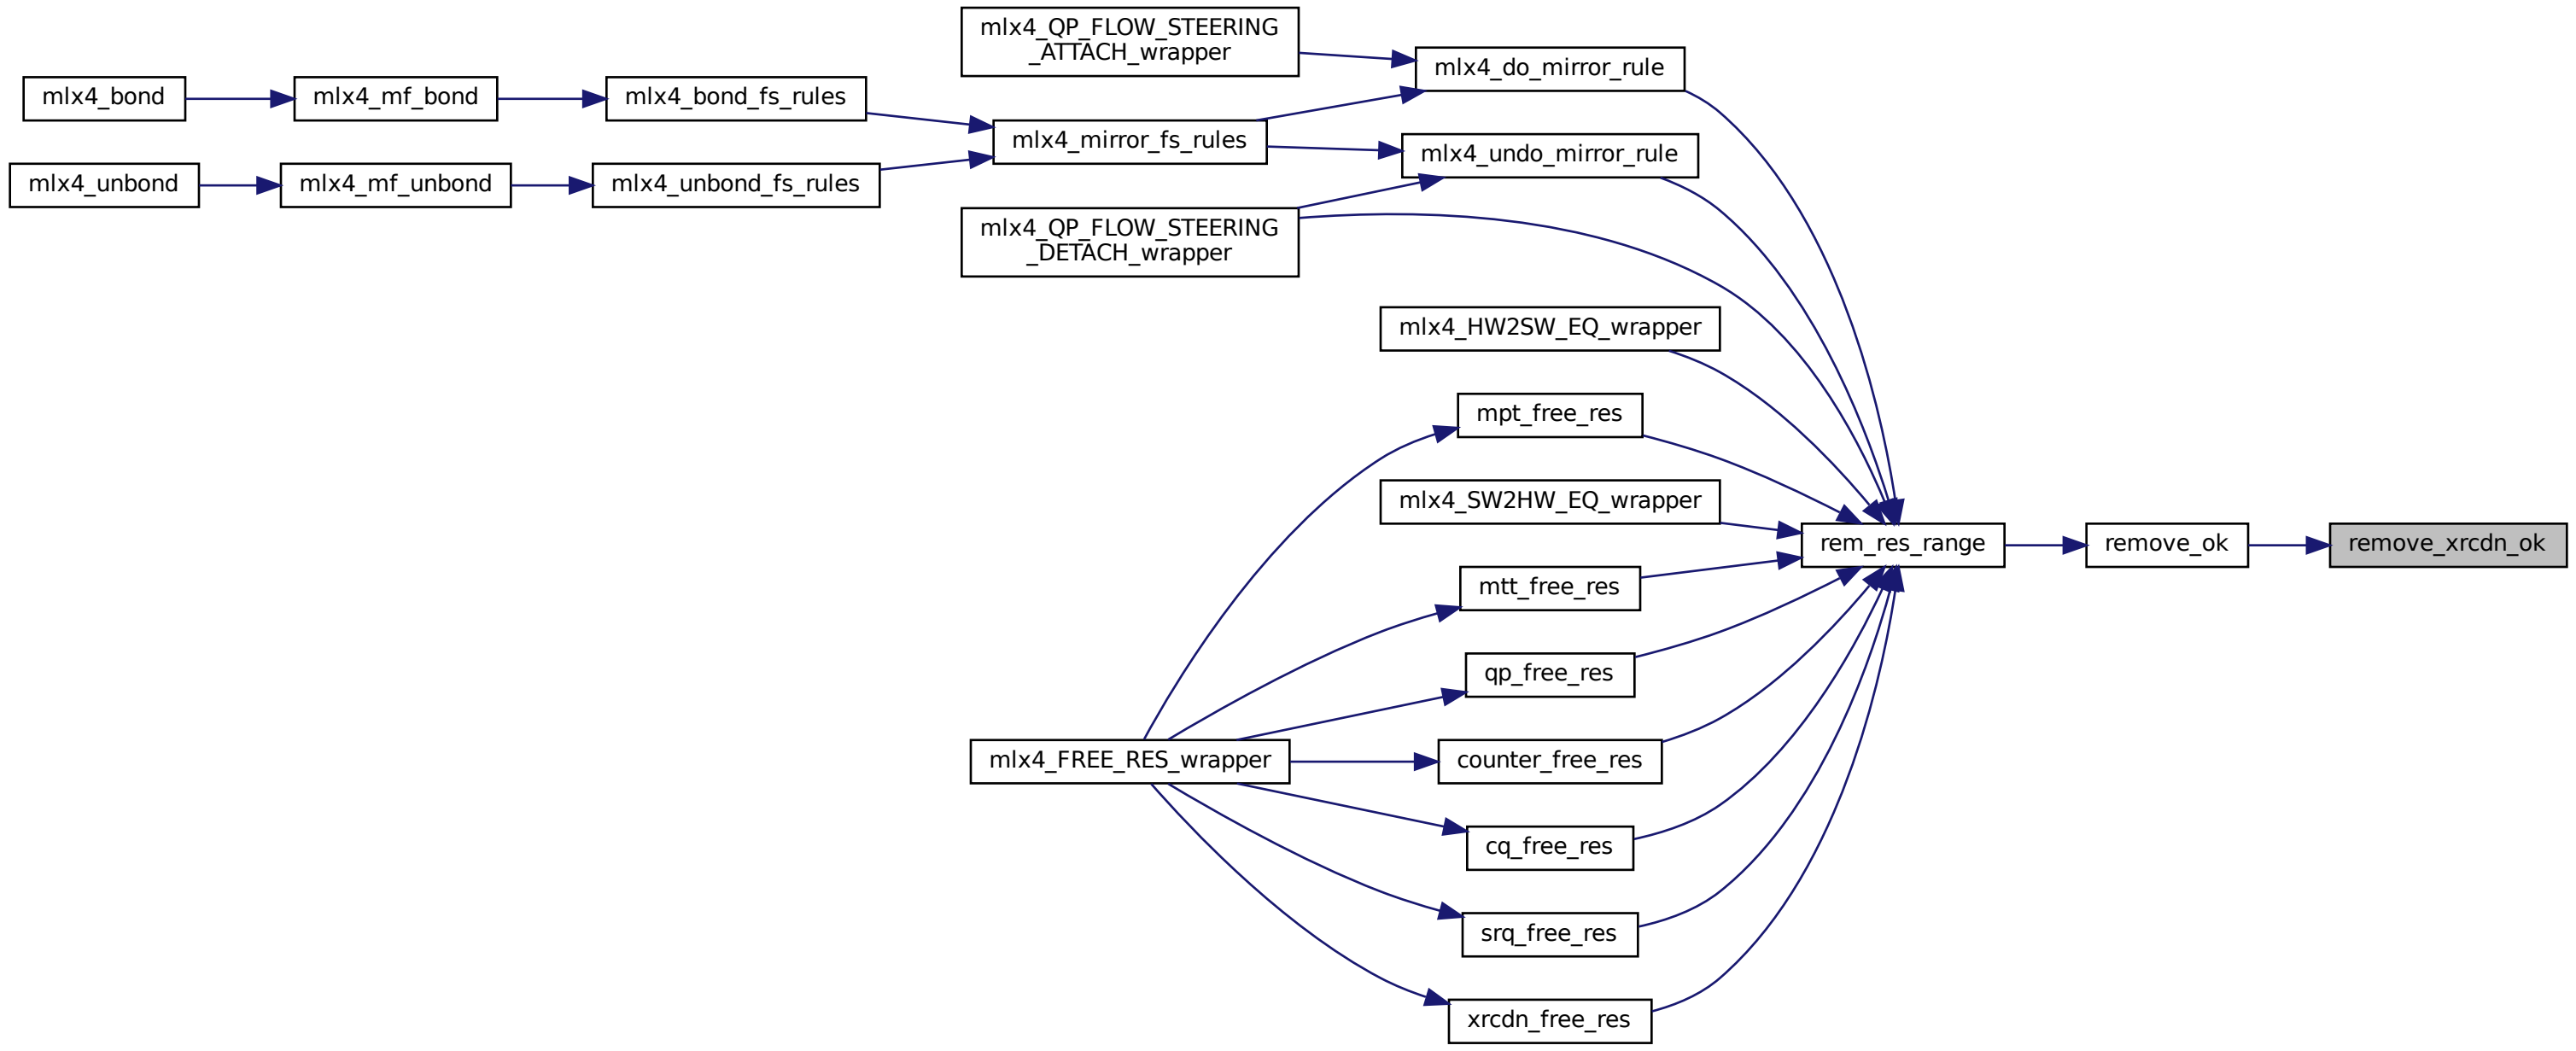 mlx4_QP_FLOW_STEERING
_ATTACH_wrapper
mlx4_do_mirror_rule
mlx4_bond
mlx4_mf_bond
mlx4_bond_fs_rules
mlx4_mirror_fs_rules
mlx4_undo_mirror_rule
mlx4_unbond
mlx4_mf_unbond
mlx4_unbond_fs_rules
mlx4_QP_FLOW_STEERING
_DETACH_wrapper
mlx4_HW2SW_EQ_wrapper
mpt_free_res
mlx4_SW2HW_EQ_wrapper
rem_res_range
remove_ok
remove_xrcdn_ok
mtt_free_res
qp_free_res
mlx4_FREE_RES_wrapper
counter_free_res
cq_free_res
srq_free_res
xrcdn_free_res